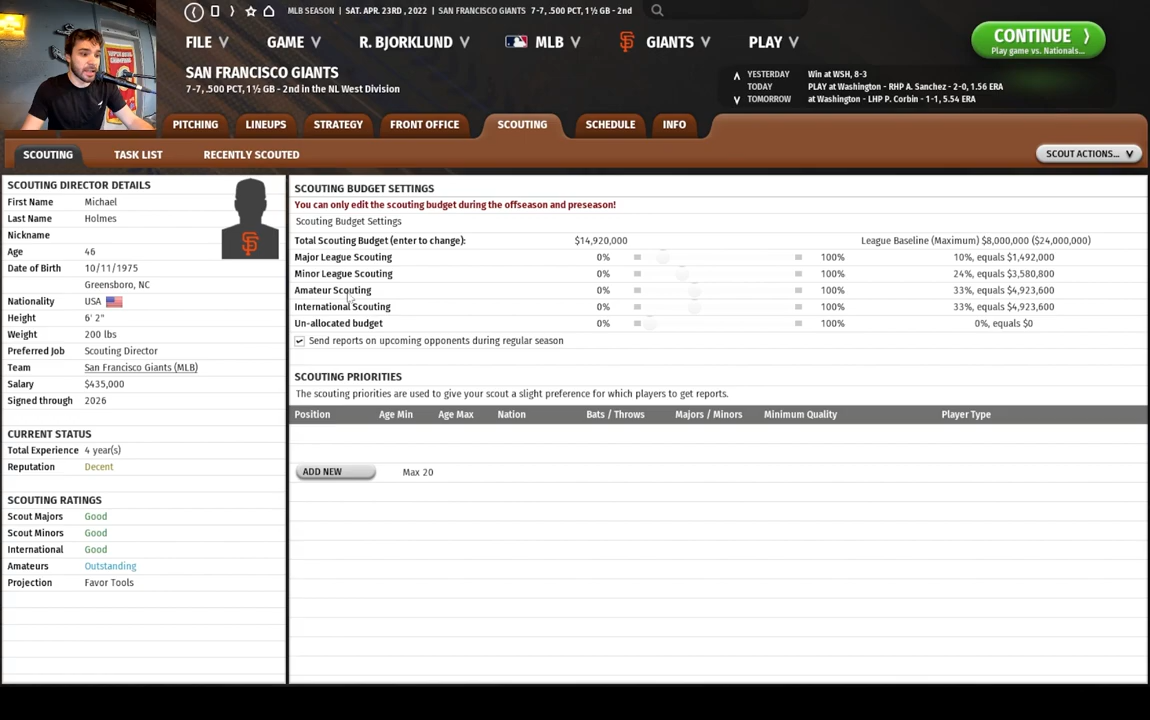 MLB SEASON | SAT. APR. 23RD , 2022 | SAN FRANCISCO GIANTS 7-7, .500 PCT, 1 ½ GB - 2nd
FILE GAME R. BJORKLUND MLB GIANTS PLAY
CONTINUE
Play game vs. Nationals...
SAN FRANCISCO GIANTS
7-7, .500 PCT, 1 ½ GB - 2nd in the NL West Division
YESTERDAY Win at WSH, 8-3
TODAY PLAY at Washington - RHP A. Sanchez - 2-0, 1.56 ERA
TOMORROW at Washington - LHP P. Corbin - 1-1, 5.54 ERA
PITCHING LINEUPS STRATEGY FRONT OFFICE SCOUTING SCHEDULE INFO
SCOUTING TASK LIST RECENTLY SCOUTED SCOUT ACTIONS...
SCOUTING DIRECTOR DETAILS
First Name Michael
Last Name Holmes
Nickname
Age 46
Date of Birth 10/11/1975
Greensboro, NC
Nationality USA
Height 6' 2"
Weight 200 lbs
Preferred Job Scouting Director
Team San Francisco Giants (MLB)
Salary $435,000
Signed through 2026
CURRENT STATUS
Total Experience 4 year(s)
Reputation Decent
SCOUTING RATINGS
Scout Majors Good
Scout Minors Good
International Good
Amateurs Outstanding
Projection Favor Tools
SCOUTING BUDGET SETTINGS
You can only edit the scouting budget during the offseason and preseason!
Scouting Budget Settings
Total Scouting Budget (enter to change): $14,920,000 League Baseline (Maximum) $8,000,000 ($24,000,000)
Major League Scouting 0% 100% 10%, equals $1,492,000
Minor League Scouting 0% 100% 24%, equals $3,580,800
Amateur Scouting 0% 100% 33%, equals $4,923,600
International Scouting 0% 100% 33%, equals $4,923,600
Un-allocated budget 0% 100% 0%, equals $0
Send reports on upcoming opponents during regular season
SCOUTING PRIORITIES
The scouting priorities are used to give your scout a slight preference for which players to get reports.
Position Age Min Age Max Nation Bats / Throws Majors / Minors Minimum Quality Player Type
ADD NEW Max 20